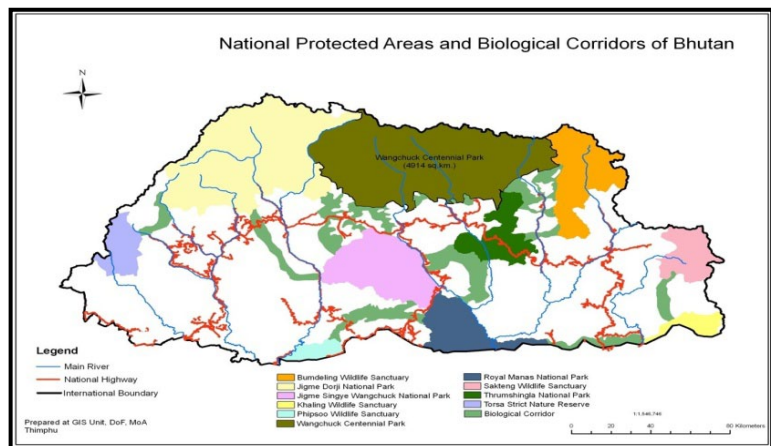 National Protected Areas and Biological Corridors of Bhutan
N
Wangchuck Centennial Park
(4914 sq.km.)
Legend
Main River
National Highway
International Boundary
Bumdeling Wildlife Sanctuary
Jigme Dorji National Park
Jigme Singye Wangchuck National Park
Khaling Wildlife Sanctuary
Phipsoo Wildlife Sanctuary
Wangchuck Centennial Park
Royal Manas National Park
Sakteng Wildlife Sanctuary
Thrumshingla National Park
Torsa Strict Nature Reserve
Biological Corridor
0 20 40 80 Kilometers
Prepared at GIS Unit, DoF, MoA
Thimphu